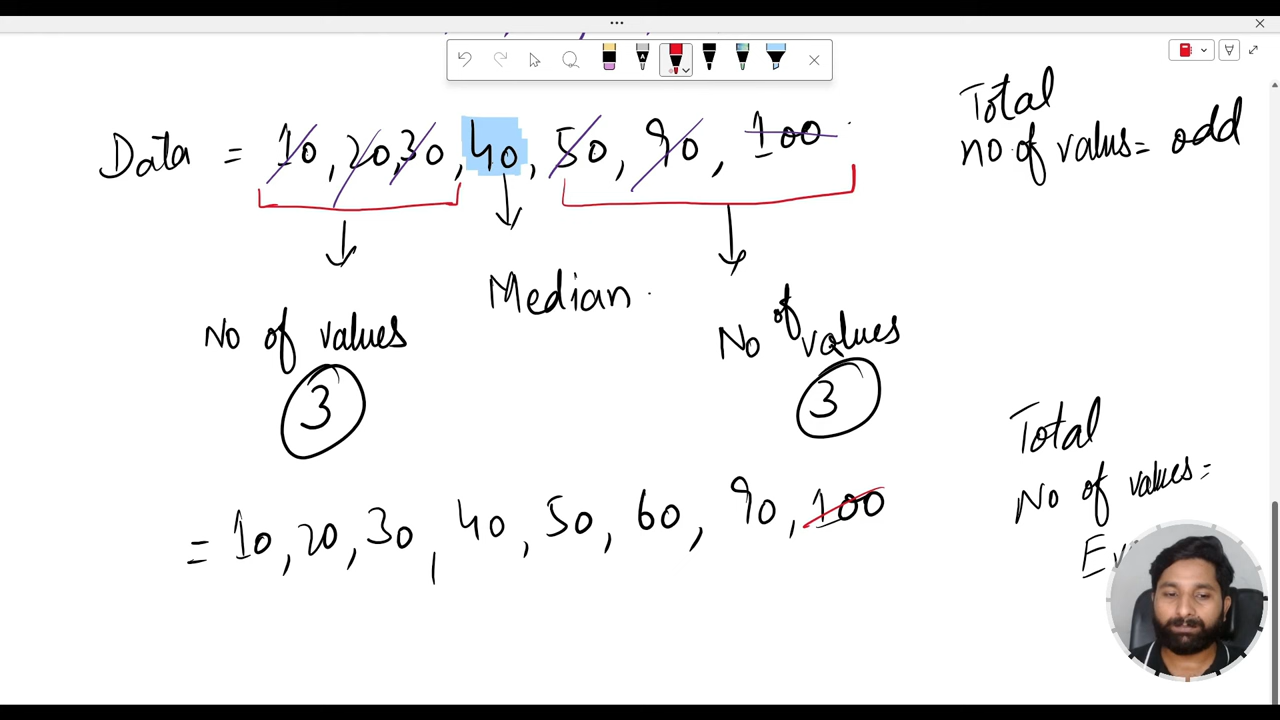 Total
no.of valus= odd
Data = 10, 20, 30, 40, 50, 90, 100
Median
No of values
3
No of values
3
Total
No of values=
= 10, 20, 30, 40, 50, 60, 90, 100